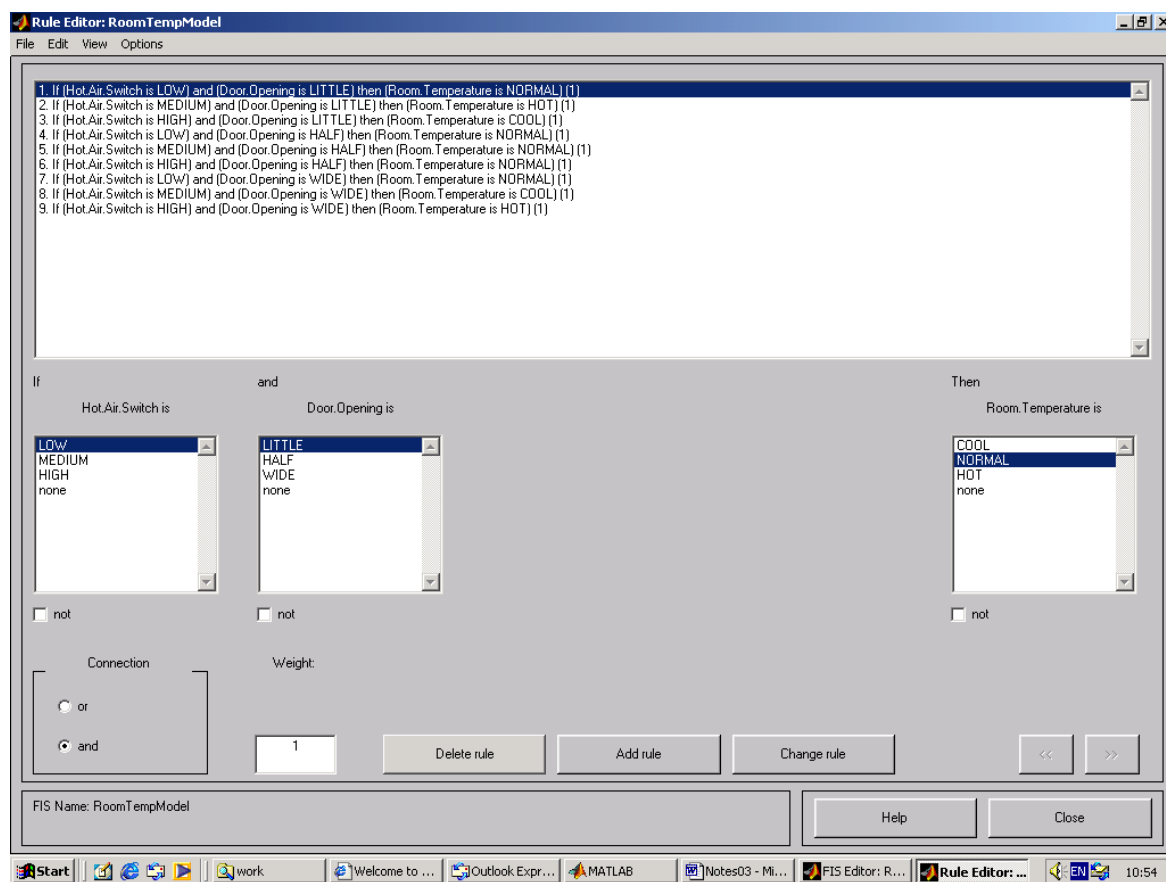 Rule Editor: RoomTempModel
File Edit View Options
1. If (Hot.Air.Switch is LOW) and (Door.Opening is LITTLE) then (Room.Temperature is NORMAL) (1)
2. If (Hot.Air.Switch is MEDIUM) and (Door.Opening is LITTLE) then (Room.Temperature is HOT) (1)
3. If (Hot.Air.Switch is HIGH) and (Door.Opening is LITTLE) then (Room.Temperature is COOL) (1)
4. If (Hot.Air.Switch is LOW) and (Door.Opening is HALF) then (Room.Temperature is NORMAL) (1)
5. If (Hot.Air.Switch is MEDIUM) and (Door.Opening is HALF) then (Room.Temperature is NORMAL) (1)
6. If (Hot.Air.Switch is HIGH) and (Door.Opening is HALF) then (Room.Temperature is NORMAL) (1)
7. If (Hot.Air.Switch is LOW) and (Door.Opening is WIDE) then (Room.Temperature is NORMAL) (1)
8. If (Hot.Air.Switch is MEDIUM) and (Door.Opening is WIDE) then (Room.Temperature is COOL) (1)
9. If (Hot.Air.Switch is HIGH) and (Door.Opening is WIDE) then (Room.Temperature is HOT) (1)
If and Then
Hot.Air.Switch is Door.Opening is Room.Temperature is
LOW LITTLE COOL
MEDIUM HALF NORMAL
HIGH WIDE HOT
none none none
not not not
Connection Weight:
or
and 1 Delete rule Add rule Change rule << >>
FIS Name: RoomTempModel Help Close
Start work Welcome to ... Outlook Expr... MATLAB Notes03 - Mi... FIS Editor: R... Rule Editor: ... EN 10:54